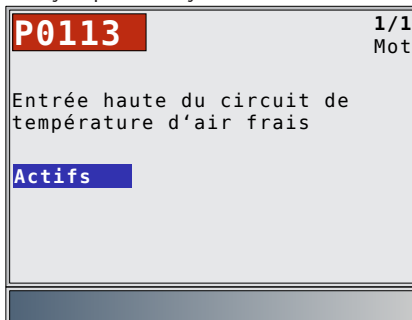 P0113
1/1
Mot
Entrée haute du circuit de
température d‘air frais
Actifs